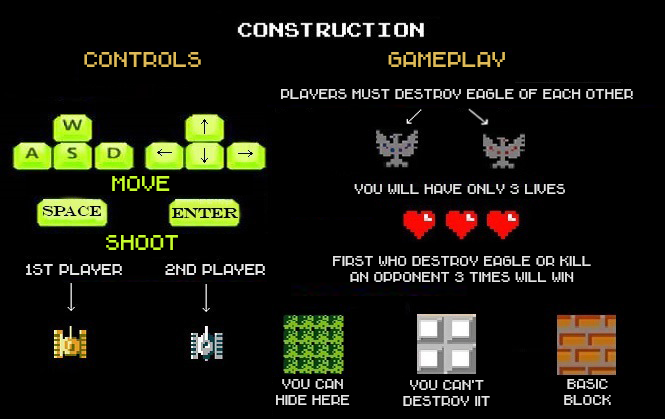 CONSTRUCTION
CONTROLS
GAMEPLAY
PLAYERS MUST DESTROY EAGLE OF EACH OTHER
W
↑
A S D ← ↓ →
MOVE
YOU WILL HAVE ONLY 3 LIVES
SPACE
ENTER
SHOOT
1ST PLAYER
2ND PLAYER
FIRST WHO DESTROY EAGLE OR KILL
AN OPPONENT 3 TIMES WILL WIN
YOU CAN
HIDE HERE
YOU CAN'T
DESTROY IIT
BASIC
BLOCK